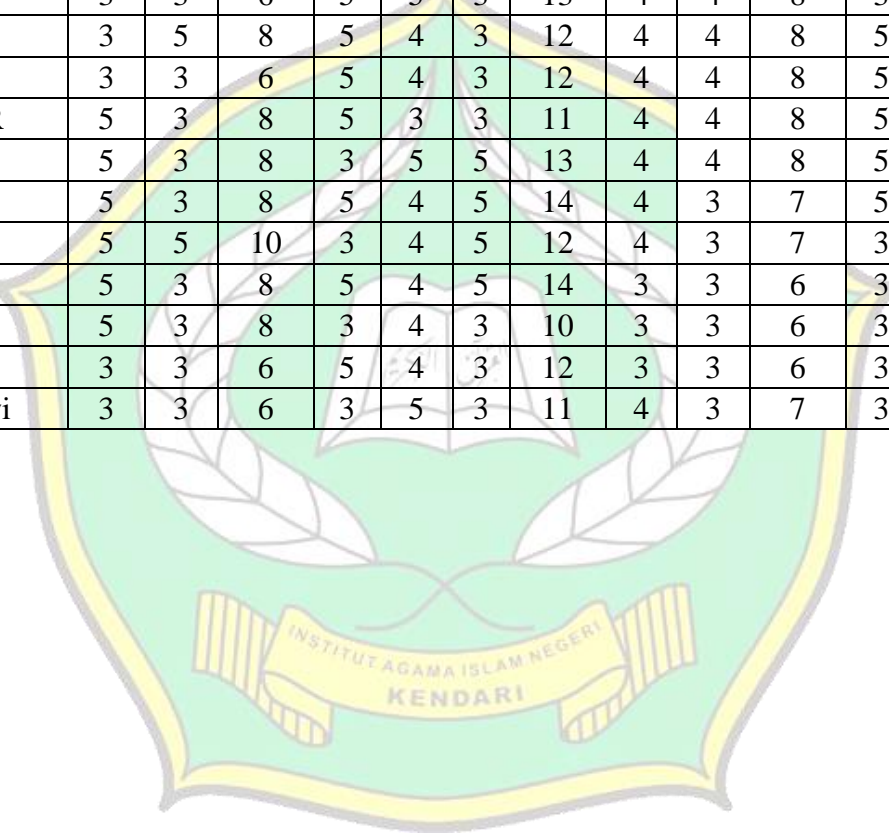 3 5 8 5 4 3 12 4 4 8 5
3 3 6 5 4 3 12 4 4 8 5
5 3 8 5 3 3 11 4 4 8 5
5 3 8 3 5 5 13 4 4 8 5
5 3 8 5 4 5 14 4 3 7 5
5 5 10 3 4 5 12 4 3 7 3
5 3 8 5 4 5 14 3 3 6 3
5 3 8 3 4 3 10 3 3 6 3
3 3 6 5 4 3 12 3 3 6 3
i 3 3 6 3 5 3 11 4 3 7 3
INSTITUT AGAMA ISLAM NEGERI
KENDARI